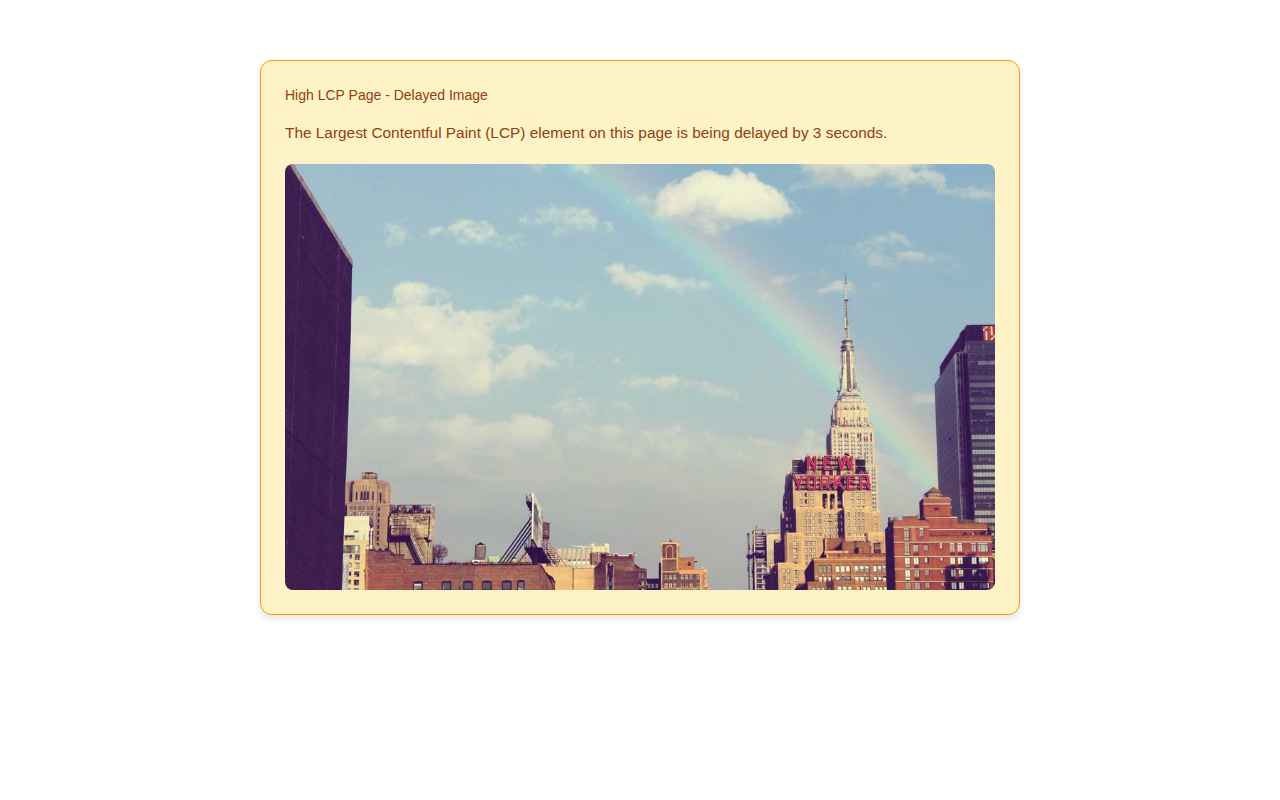 High LCP Page - Delayed Image
The Largest Contentful Paint (LCP) element on this page is being delayed by 3 seconds.
NEW
YORKER